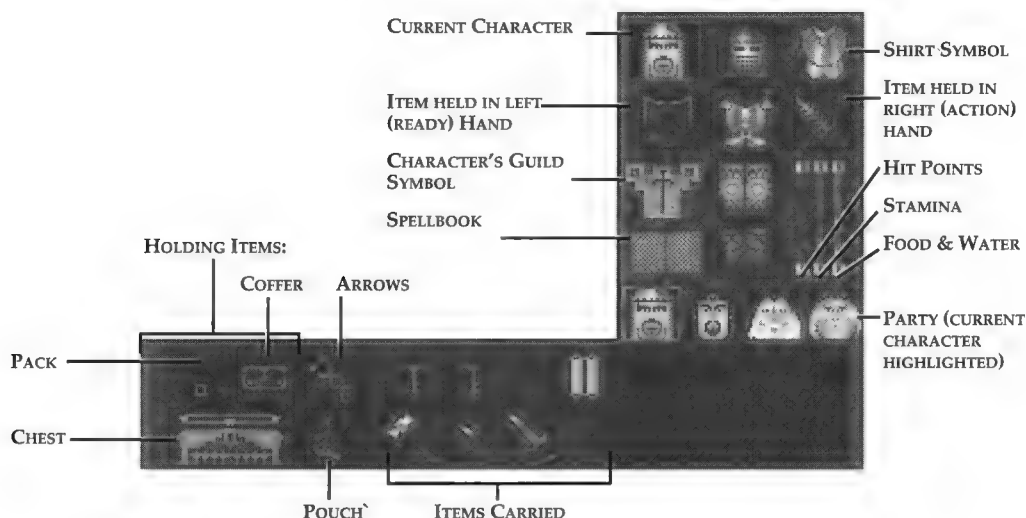 CURRENT CHARACTER
SHIRT SYMBOL
ITEM HELD IN LEFT
(READY) HAND
ITEM HELD IN
RIGHT (ACTION)
HAND
CHARACTER'S GUILD
SYMBOL
HIT POINTS
SPELLBOOK
STAMINA
FOOD & WATER
HOLDING ITEMS:
COFFER
ARROWS
PARTY (CURRENT
CHARACTER
HIGHLIGHTED)
PACK
CHEST
POUCH`
ITEMS CARRIED